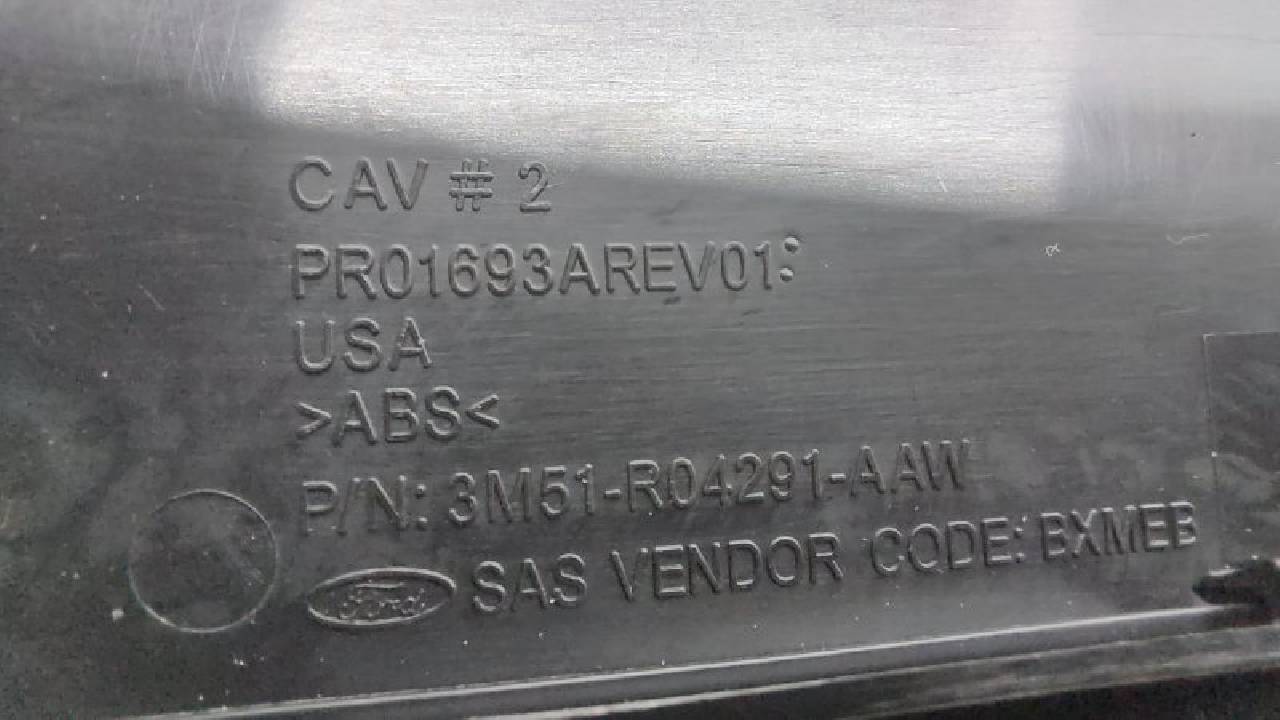 CAV # 2
PR01693AREV01:
USA
>ABS<
P/N: 3M51-R04291-AAW
Ford SAS VENDOR CODE: BXMEB